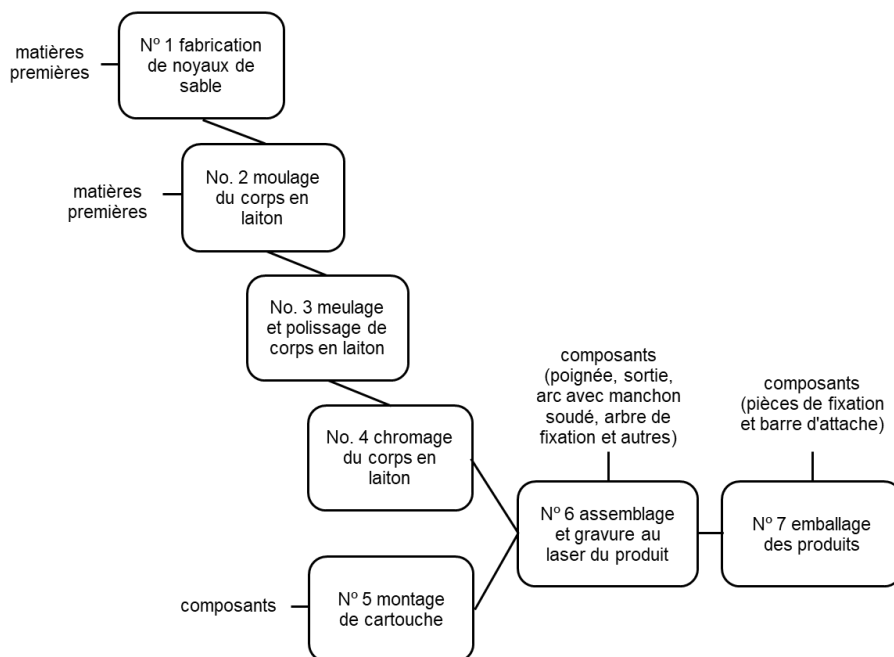 matières
premières
Nº 1 fabrication
de noyaux de
sable
matières
premières
No. 2 moulage
du corps en
laiton
No. 3 meulage
et polissage de
corps en laiton
No. 4 chromage
du corps en
laiton
composants
Nº 5 montage
de cartouche
composants
(poignée, sortie,
arc avec manchon
soudé, arbre de
fixation et autres)
Nº 6 assemblage
et gravure au
laser du produit
composants
(pièces de fixation
et barre d'attache)
Nº 7 emballage
des produits